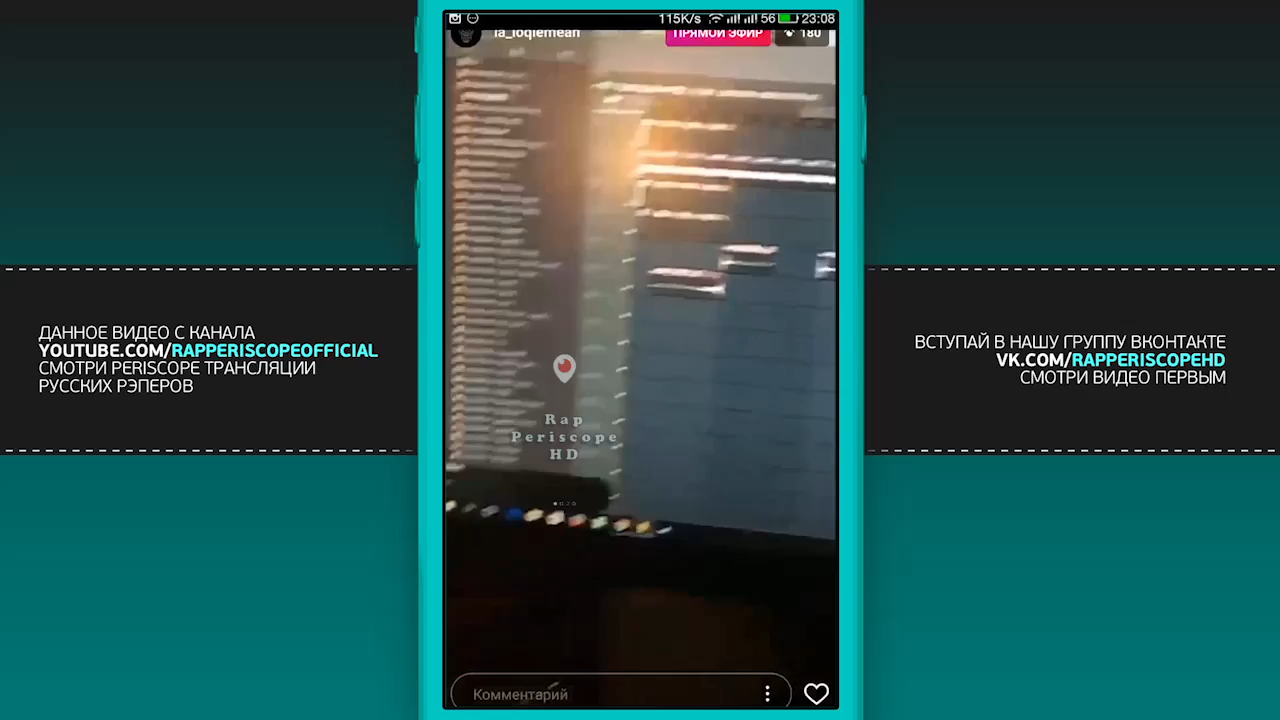 115K/s 56 23:08
ia_loqiemean ПРЯМОЙ ЭФИР 180
ДАННОЕ ВИДЕО С КАНАЛА
YOUTUBE.COM/RAPPERISCOPEOFFICIAL
СМОТРИ PERISCOPE ТРАНСЛЯЦИИ
РУССКИХ РЭПЕРОВ
ВСТУПАЙ В НАШУ ГРУППУ ВКОНТАКТЕ
VK.COM/RAPPERISCOPEHD
СМОТРИ ВИДЕО ПЕРВЫМ
Rap
Periscope
HD
Комментарий